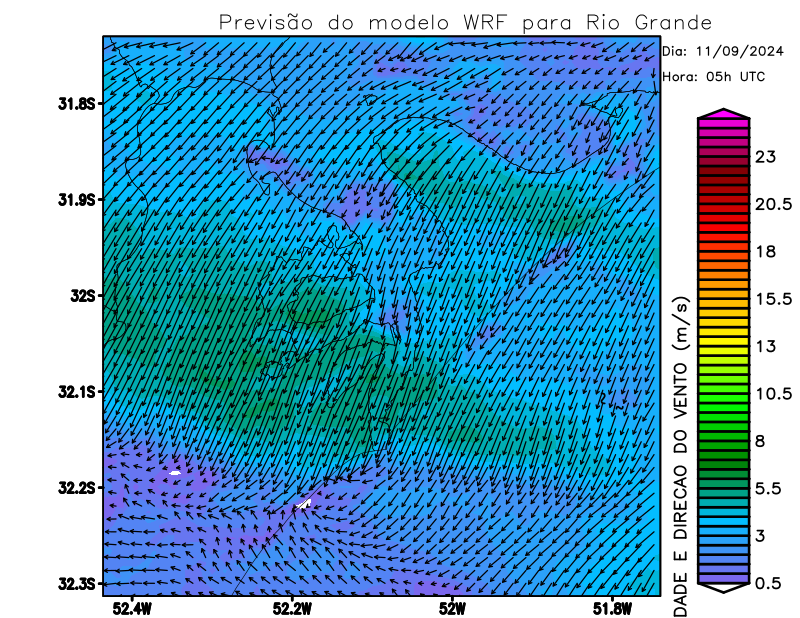 Previsão do modelo WRF para Rio Grande
Dia: 11/09/2024
Hora: 05h UTC
31.8S
31.9S
32S
32.1S
32.2S
32.3S
52.4W
52.2W
52W
51.8W
23
20.5
18
15.5
13
10.5
8
5.5
3
0.5
DADE E DIRECAO DO VENTO (m/s)